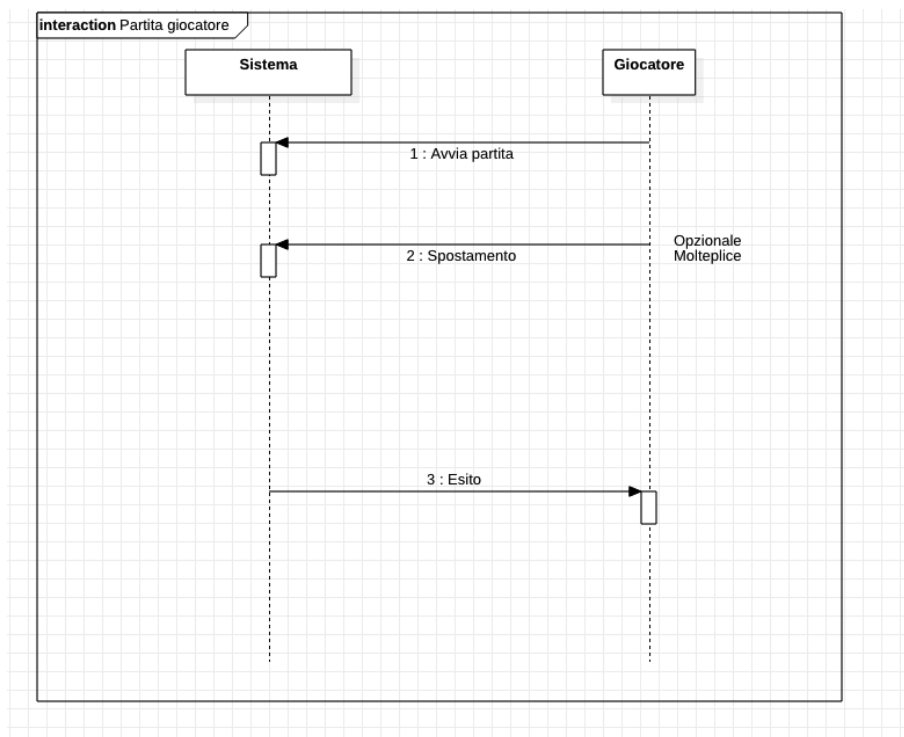 interaction Partita giocatore
Sistema
Giocatore
1 : Avvia partita
2 : Spostamento
Opzionale
Molteplice
3 : Esito